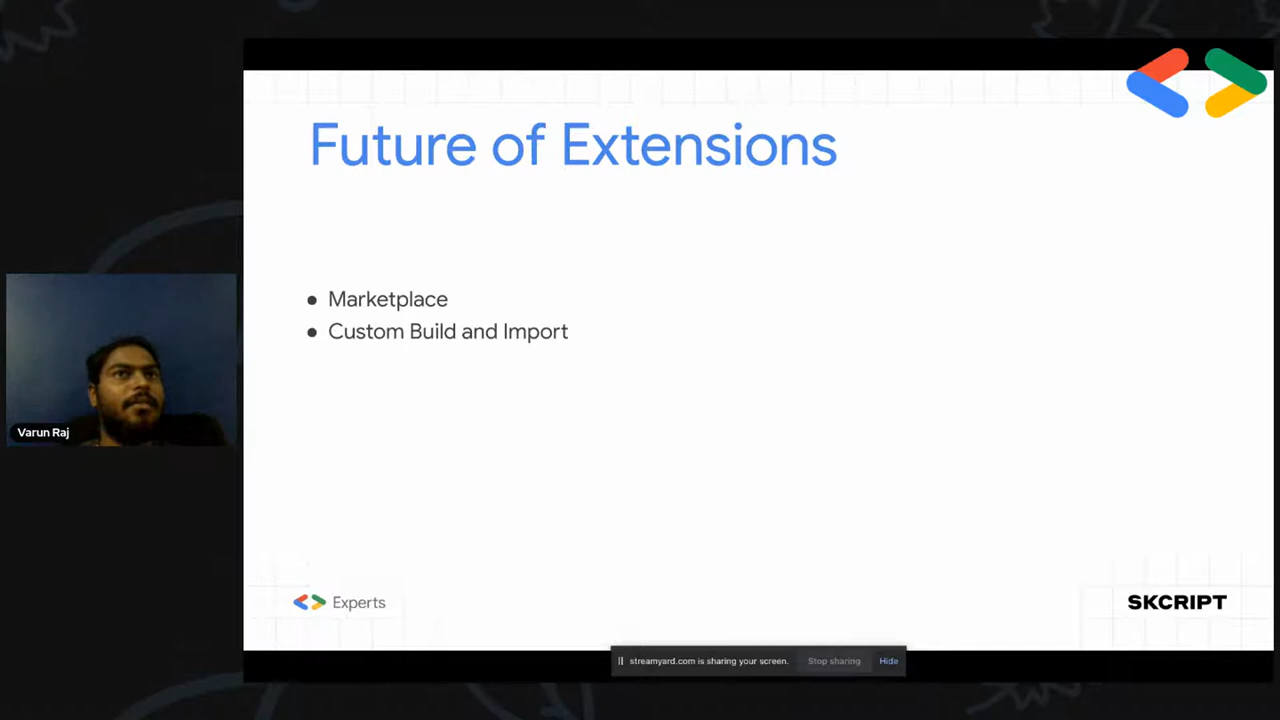 Future of Extensions
● Marketplace
● Custom Build and Import
Varun Raj
Experts
SKCRIPT
streamyard.com is sharing your screen. Stop sharing Hide